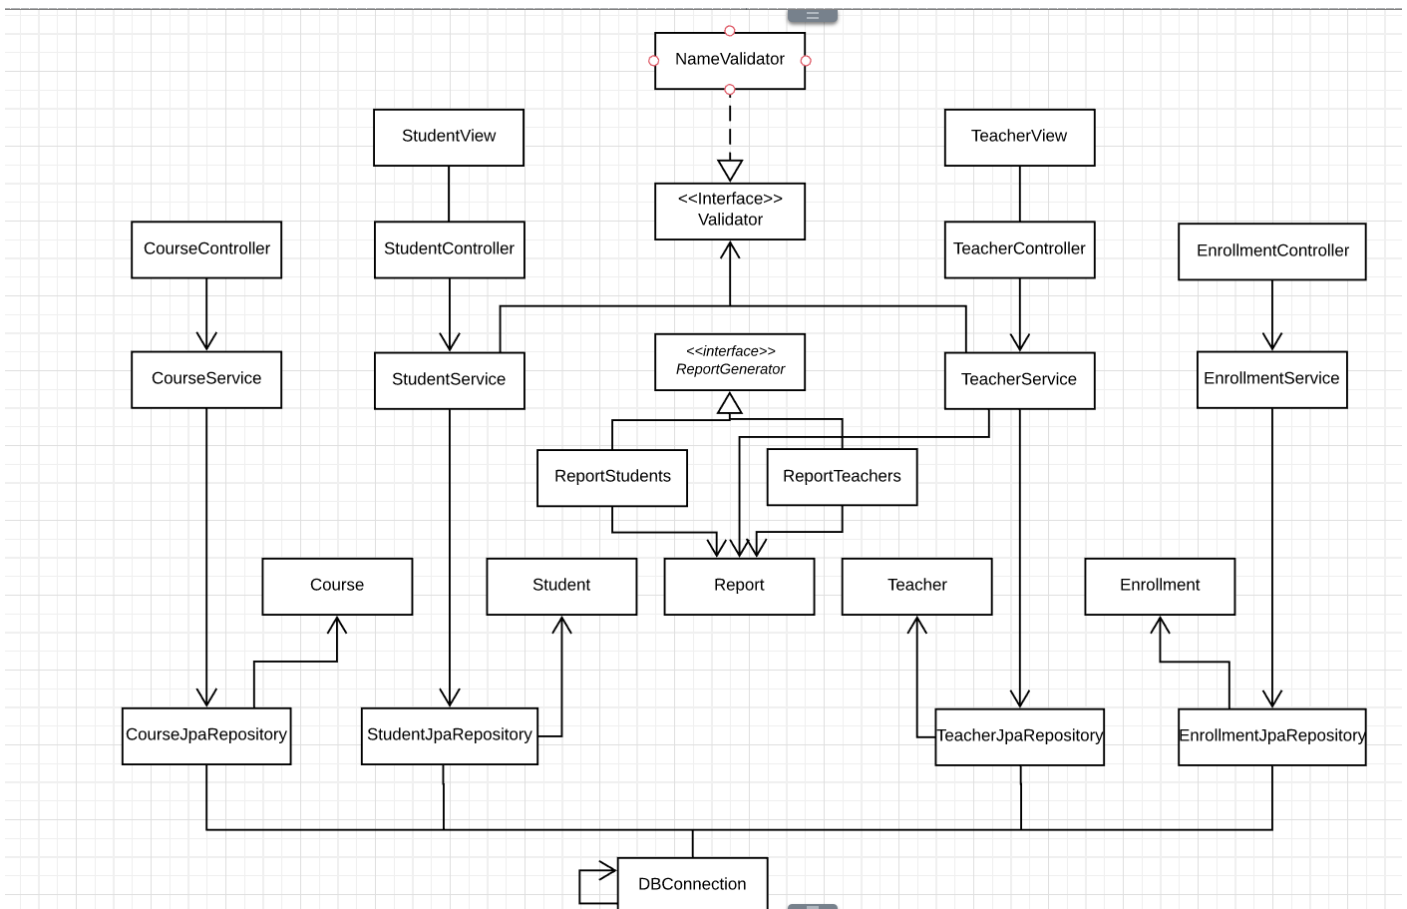 NameValidator
StudentView
TeacherView
<<Interface>>
Validator
CourseController
StudentController
TeacherController
EnrollmentController
<<interface>>
ReportGenerator
CourseService
StudentService
TeacherService
EnrollmentService
ReportStudents
ReportTeachers
Course
Student
Report
Teacher
Enrollment
CourseJpaRepository
StudentJpaRepository
TeacherJpaRepository
EnrollmentJpaRepository
DBConnection